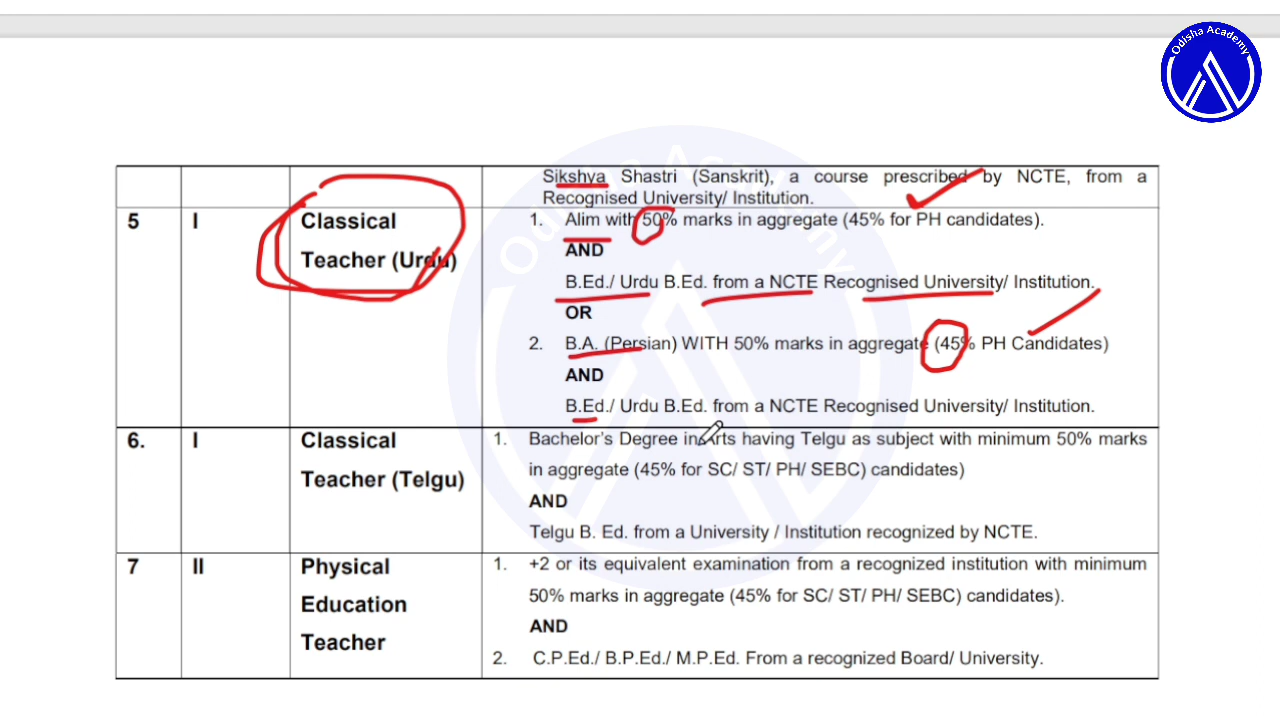 Odisha Academy
Sikshya Shastri (Sanskrit), a course prescribed by NCTE, from a
Recognised University/ Institution.
5 I Classical Teacher (Urdu)
1. Alim with 50% marks in aggregate (45% for PH candidates).
AND
B.Ed./ Urdu B.Ed. from a NCTE Recognised University/ Institution.
OR
2. B.A. (Persian) WITH 50% marks in aggregate (45% PH Candidates)
AND
B.Ed./ Urdu B.Ed. from a NCTE Recognised University/ Institution.
6. I Classical Teacher (Telgu)
1. Bachelor's Degree in Arts having Telgu as subject with minimum 50% marks
in aggregate (45% for SC/ ST/ PH/ SEBC) candidates)
AND
Telgu B. Ed. from a University / Institution recognized by NCTE.
7 II Physical Education Teacher
1. +2 or its equivalent examination from a recognized institution with minimum
50% marks in aggregate (45% for SC/ ST/ PH/ SEBC) candidates).
AND
2. C.P.Ed./ B.P.Ed./ M.P.Ed. From a recognized Board/ University.
Odisha Academy